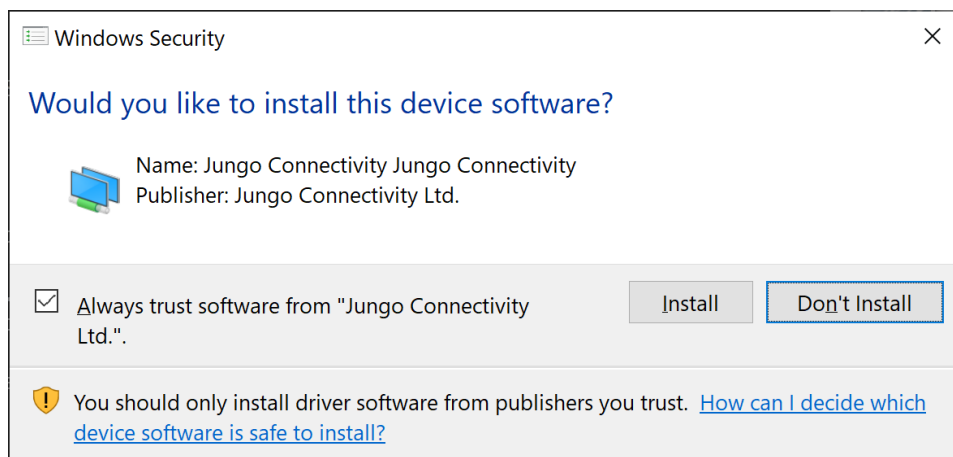 Windows Security
Would you like to install this device software?
Name: Jungo Connectivity Jungo Connectivity
Publisher: Jungo Connectivity Ltd.
Always trust software from "Jungo Connectivity
Ltd.".
Install
Don't Install
You should only install driver software from publishers you trust. How can I decide which
device software is safe to install?